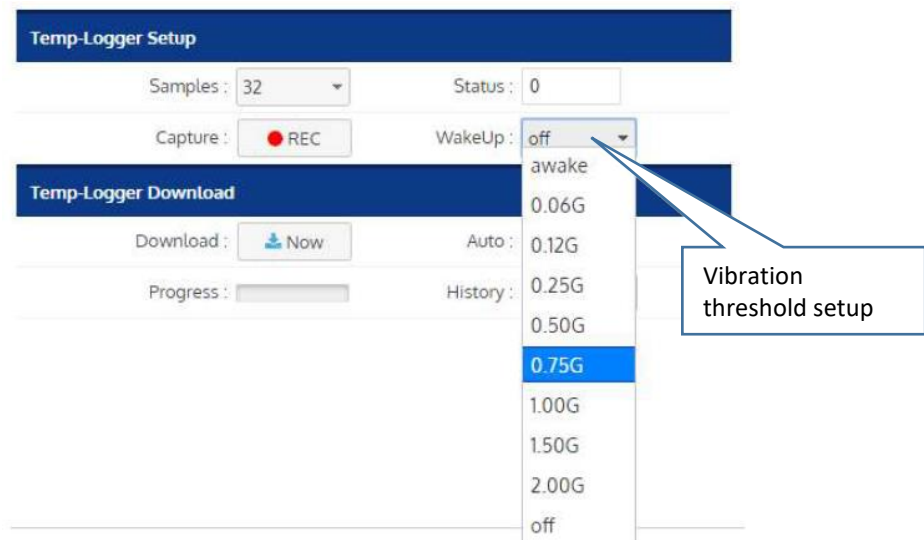 Temp-Logger Setup
Samples : 32 Status : 0
Capture : REC WakeUp : off
awake
Temp-Logger Download
0.06G
Download : Now Auto : 0.12G
Progress : History : 0.25G
0.50G
0.75G
1.00G
1.50G
2.00G
off
Vibration
threshold setup